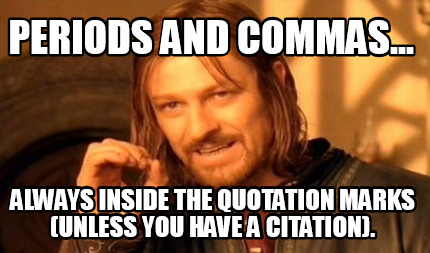 PERIODS AND COMMAS...
ALWAYS INSIDE THE QUOTATION MARKS
(UNLESS YOU HAVE A CITATION).